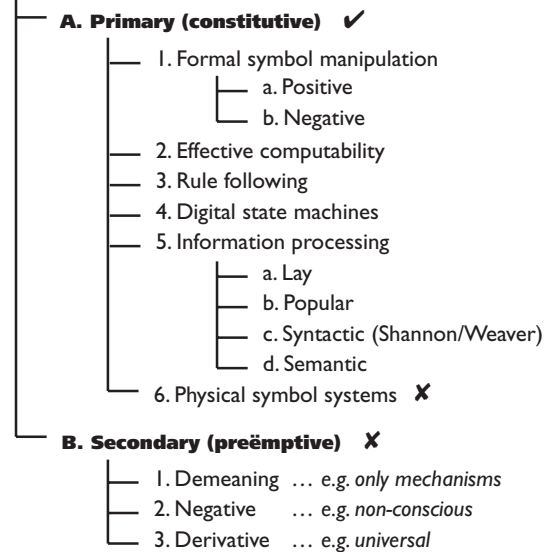 A. Primary (constitutive) ✔
1. Formal symbol manipulation
a. Positive
b. Negative
2. Effective computability
3. Rule following
4. Digital state machines
5. Information processing
a. Lay
b. Popular
c. Syntactic (Shannon/Weaver)
d. Semantic
6. Physical symbol systems ✘
B. Secondary (preëmptive) ✘
1. Demeaning … e.g. only mechanisms
2. Negative … e.g. non-conscious
3. Derivative … e.g. universal